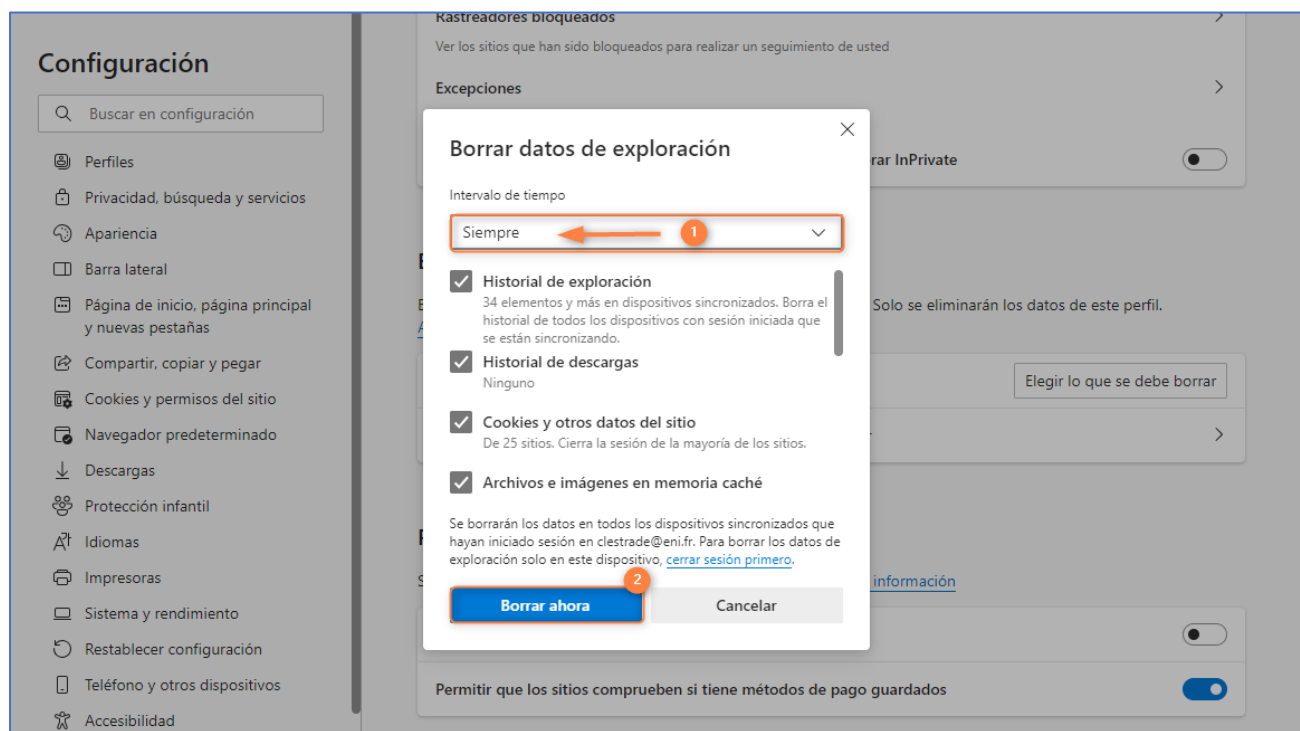 Configuración
Buscar en configuración
Perfiles
Privacidad, búsqueda y servicios
Apariencia
Barra lateral
Página de inicio, página principal
y nuevas pestañas
Compartir, copiar y pegar
Cookies y permisos del sitio
Navegador predeterminado
Descargas
Protección infantil
Idiomas
Impresoras
Sistema y rendimiento
Restablecer configuración
Teléfono y otros dispositivos
Accesibilidad
Rastreadores bloqueados
Ver los sitios que han sido bloqueados para realizar un seguimiento de usted
Excepciones
rar InPrivate
Borrar datos de exploración
Intervalo de tiempo
Siempre
1
Historial de exploración
34 elementos y más en dispositivos sincronizados. Borra el
historial de todos los dispositivos con sesión iniciada que
se están sincronizando.
Historial de descargas
Ninguno
Cookies y otros datos del sitio
De 25 sitios. Cierra la sesión de la mayoría de los sitios.
Archivos e imágenes en memoria caché
Se borrarán los datos en todos los dispositivos sincronizados que
hayan iniciado sesión en clestrade@eni.fr. Para borrar los datos de
exploración solo en este dispositivo, cerrar sesión primero.
2
Borrar ahora
Cancelar
Solo se eliminarán los datos de este perfil.
Elegir lo que se debe borrar
información
Permitir que los sitios comprueben si tiene métodos de pago guardados